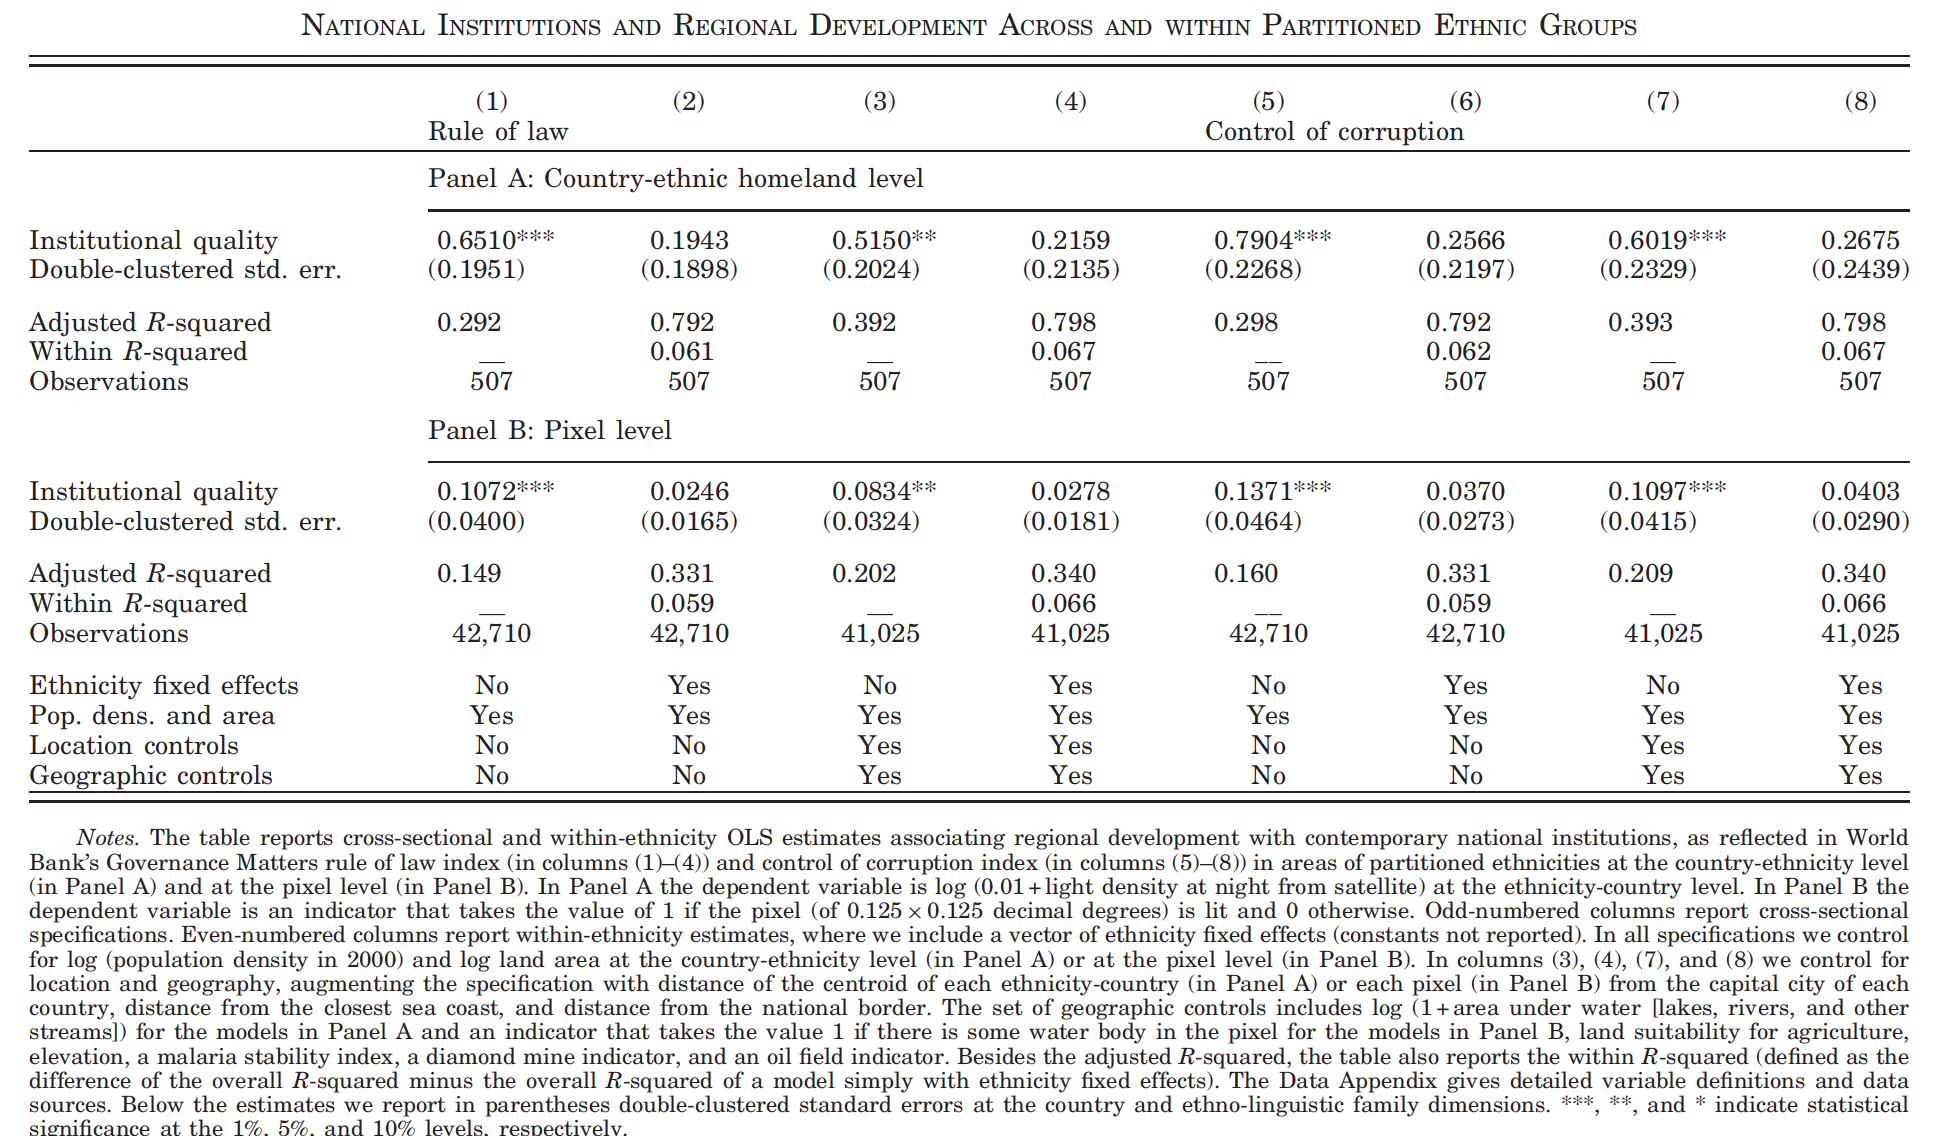 NATIONAL INSTITUTIONS AND REGIONAL DEVELOPMENT ACROSS AND WITHIN PARTITIONED ETHNIC GROUPS
(1) (2) (3) (4) (5) (6) (7) (8)
Rule of law Control of corruption
Panel A: Country-ethnic homeland level
Institutional quality 0.6510*** 0.1943 0.5150** 0.2159 0.7904*** 0.2566 0.6019*** 0.2675
Double-clustered std. err. (0.1951) (0.1898) (0.2024) (0.2135) (0.2268) (0.2197) (0.2329) (0.2439)
Adjusted R-squared 0.292 0.792 0.392 0.798 0.298 0.792 0.393 0.798
Within R-squared — 0.061 — 0.067 — 0.062 — 0.067
Observations 507 507 507 507 507 507 507 507
Panel B: Pixel level
Institutional quality 0.1072*** 0.0246 0.0834** 0.0278 0.1371*** 0.0370 0.1097*** 0.0403
Double-clustered std. err. (0.0400) (0.0165) (0.0324) (0.0181) (0.0464) (0.0273) (0.0415) (0.0290)
Adjusted R-squared 0.149 0.331 0.202 0.340 0.160 0.331 0.209 0.340
Within R-squared — 0.059 — 0.066 — 0.059 — 0.066
Observations 42,710 42,710 41,025 41,025 42,710 42,710 41,025 41,025
Ethnicity fixed effects No Yes No Yes No Yes No Yes
Pop. dens. and area Yes Yes Yes Yes Yes Yes Yes Yes
Location controls No No Yes Yes No No Yes Yes
Geographic controls No No Yes Yes No No Yes Yes
Notes. The table reports cross-sectional and within-ethnicity OLS estimates associating regional development with contemporary national institutions, as reflected in World
Bank's Governance Matters rule of law index (in columns (1)–(4)) and control of corruption index (in columns (5)–(8)) in areas of partitioned ethnicities at the country-ethnicity level
(in Panel A) and at the pixel level (in Panel B). In Panel A the dependent variable is log (0.01 + light density at night from satellite) at the ethnicity-country level. In Panel B the
dependent variable is an indicator that takes the value of 1 if the pixel (of 0.125 × 0.125 decimal degrees) is lit and 0 otherwise. Odd-numbered columns report cross-sectional
specifications. Even-numbered columns report within-ethnicity estimates, where we include a vector of ethnicity fixed effects (constants not reported). In all specifications we control
for log (population density in 2000) and log land area at the country-ethnicity level (in Panel A) or at the pixel level (in Panel B). In columns (3), (4), (7), and (8) we control for
location and geography, augmenting the specification with distance of the centroid of each ethnicity-country (in Panel A) or each pixel (in Panel B) from the capital city of each
country, distance from the closest sea coast, and distance from the national border. The set of geographic controls includes log (1 + area under water [lakes, rivers, and other
streams]) for the models in Panel A and an indicator that takes the value 1 if there is some water body in the pixel for the models in Panel B, land suitability for agriculture,
elevation, a malaria stability index, a diamond mine indicator, and an oil field indicator. Besides the adjusted R-squared, the table also reports the within R-squared (defined as the
difference of the overall R-squared minus the overall R-squared of a model simply with ethnicity fixed effects). The Data Appendix gives detailed variable definitions and data
sources. Below the estimates we report in parentheses double-clustered standard errors at the country and ethno-linguistic family dimensions. ***, **, and * indicate statistical
significance at the 1%, 5%, and 10% levels, respectively.